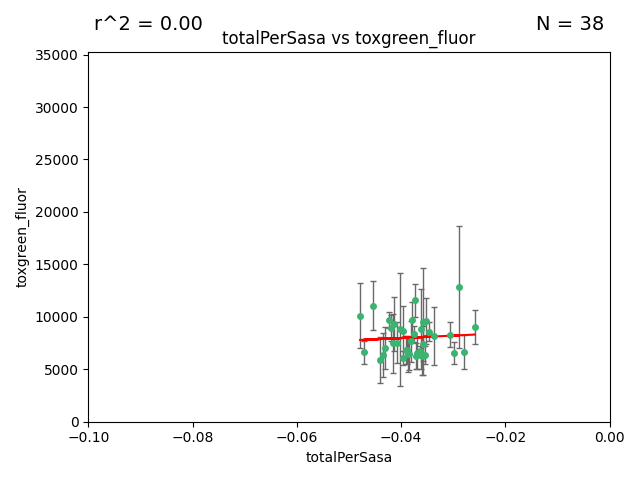 r^2 = 0.00
N = 38
totalPerSasa vs toxgreen_fluor
35000
30000
25000
20000
15000
10000
5000
0
toxgreen_fluor
−0.10
−0.08
−0.06
−0.04
−0.02
0.00
totalPerSasa